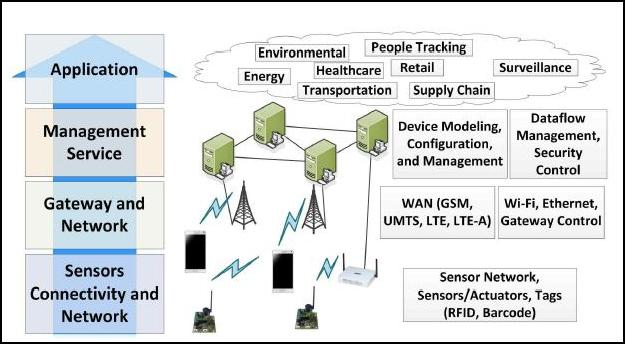 Application
Environmental
People Tracking
Energy
Healthcare
Retail
Surveillance
Transportation
Supply Chain
Management
Service
Device Modeling,
Configuration,
and Management
Dataflow
Management,
Security
Control
Gateway and
Network
WAN (GSM,
UMTS, LTE, LTE-A)
Wi-Fi, Ethernet,
Gateway Control
Sensors
Connectivity and
Network
Sensor Network,
Sensors/Actuators, Tags
(RFID, Barcode)